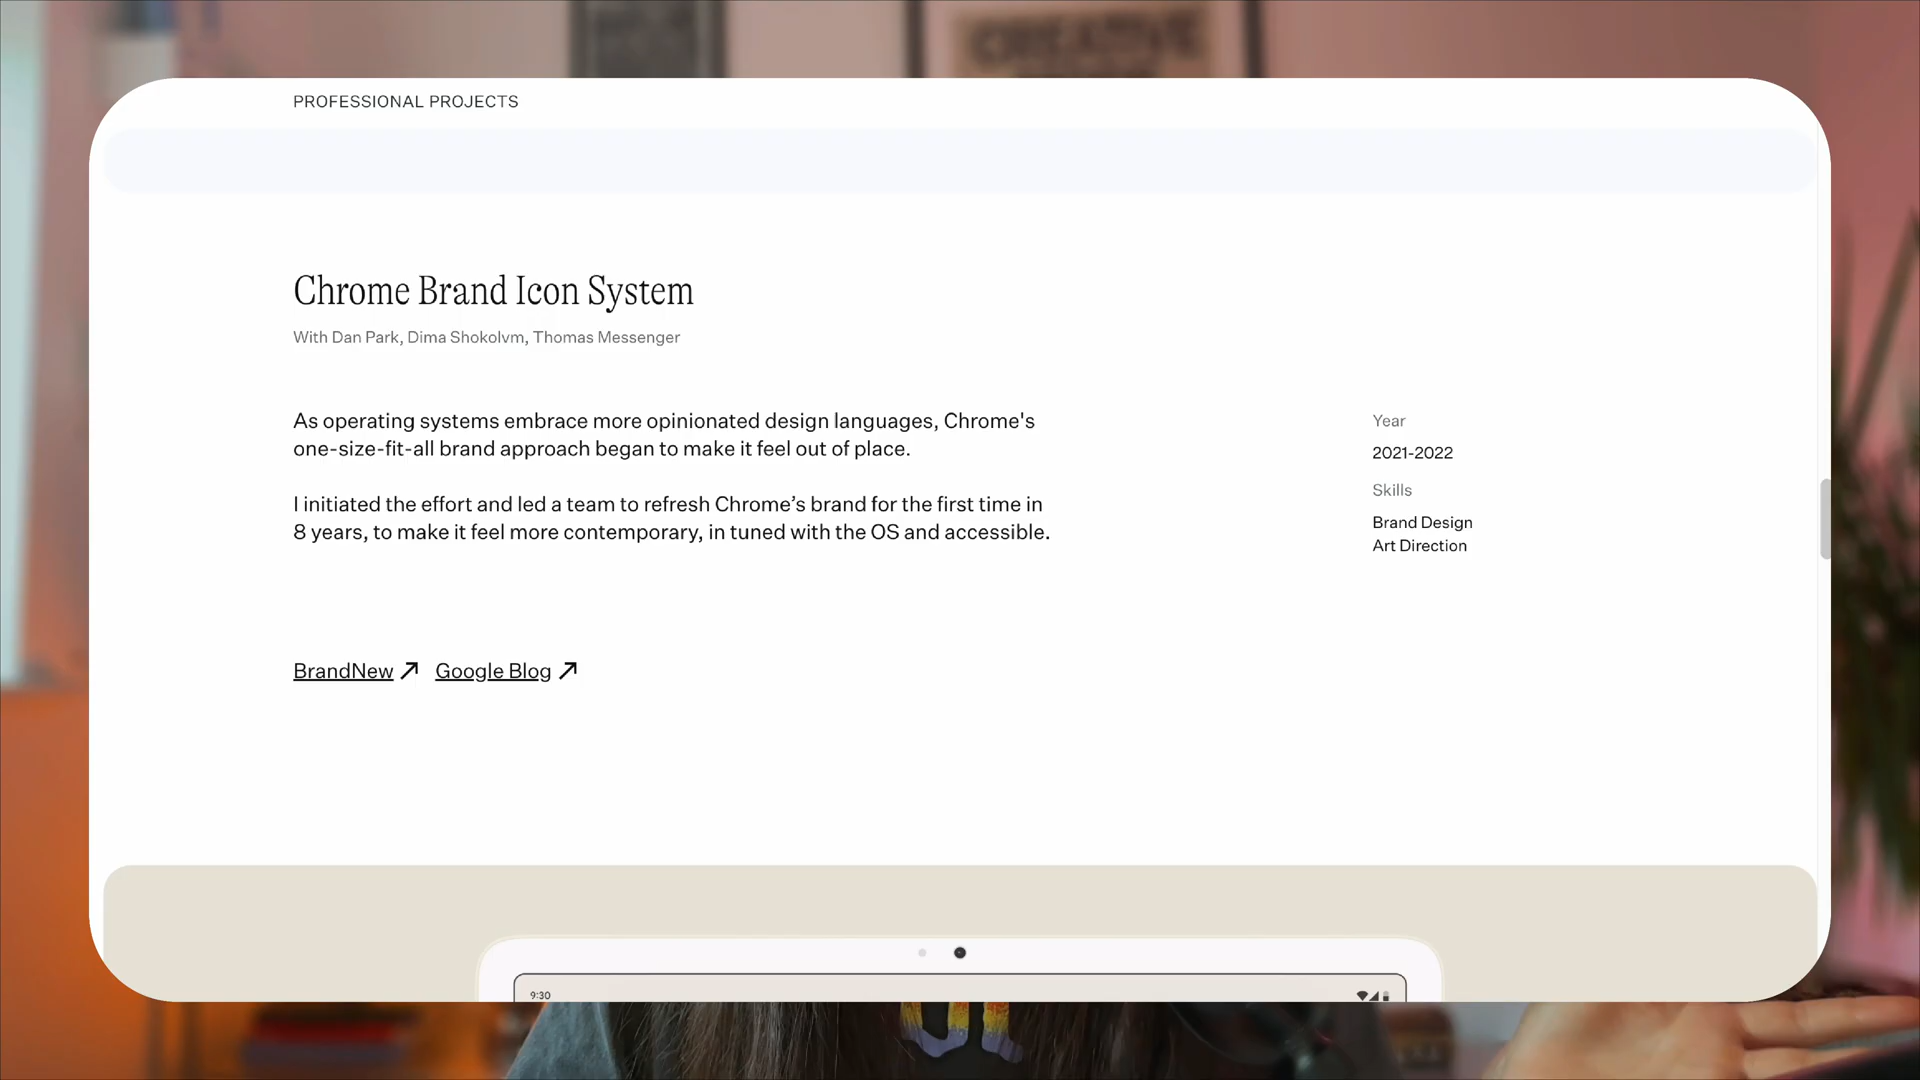 CREATIVE
PROFESSIONAL PROJECTS
Chrome Brand Icon System
With Dan Park, Dima Shokolvm, Thomas Messenger
As operating systems embrace more opinionated design languages, Chrome's
one-size-fit-all brand approach began to make it feel out of place.
I initiated the effort and led a team to refresh Chrome’s brand for the first time in
8 years, to make it feel more contemporary, in tuned with the OS and accessible.
Year
2021-2022
Skills
Brand Design
Art Direction
BrandNew
Google Blog
9:30